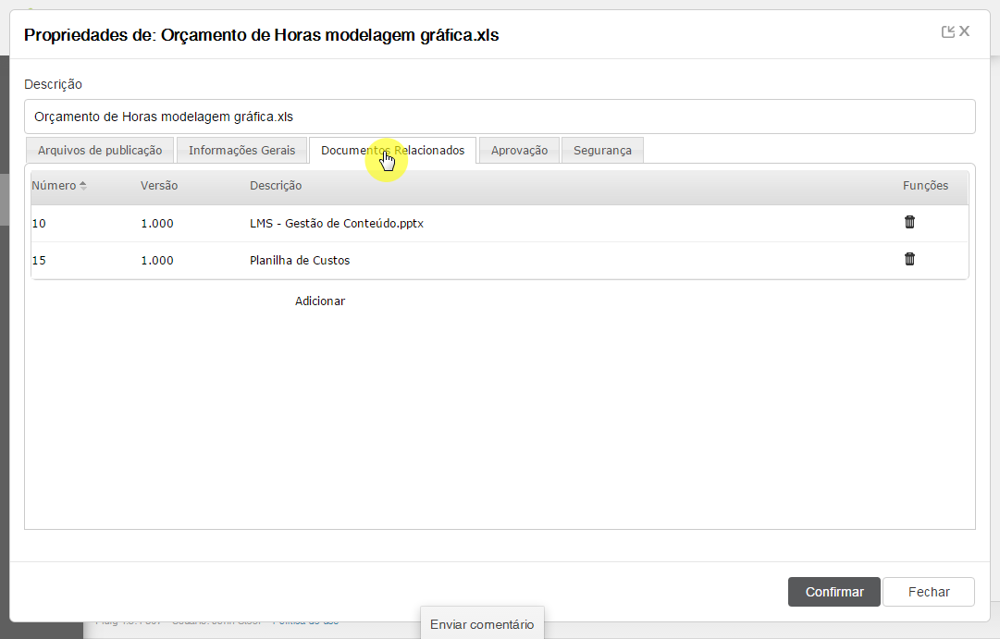 Propriedades de: Orçamento de Horas modelagem gráfica.xls
Descrição
Orçamento de Horas modelagem gráfica.xls
Arquivos de publicação Informações Gerais Documentos Relacionados Aprovação Segurança
Número Versão Descrição Funções
10 1.000 LMS - Gestão de Conteúdo.pptx
15 1.000 Planilha de Custos
Adicionar
Confirmar Fechar
Enviar comentário